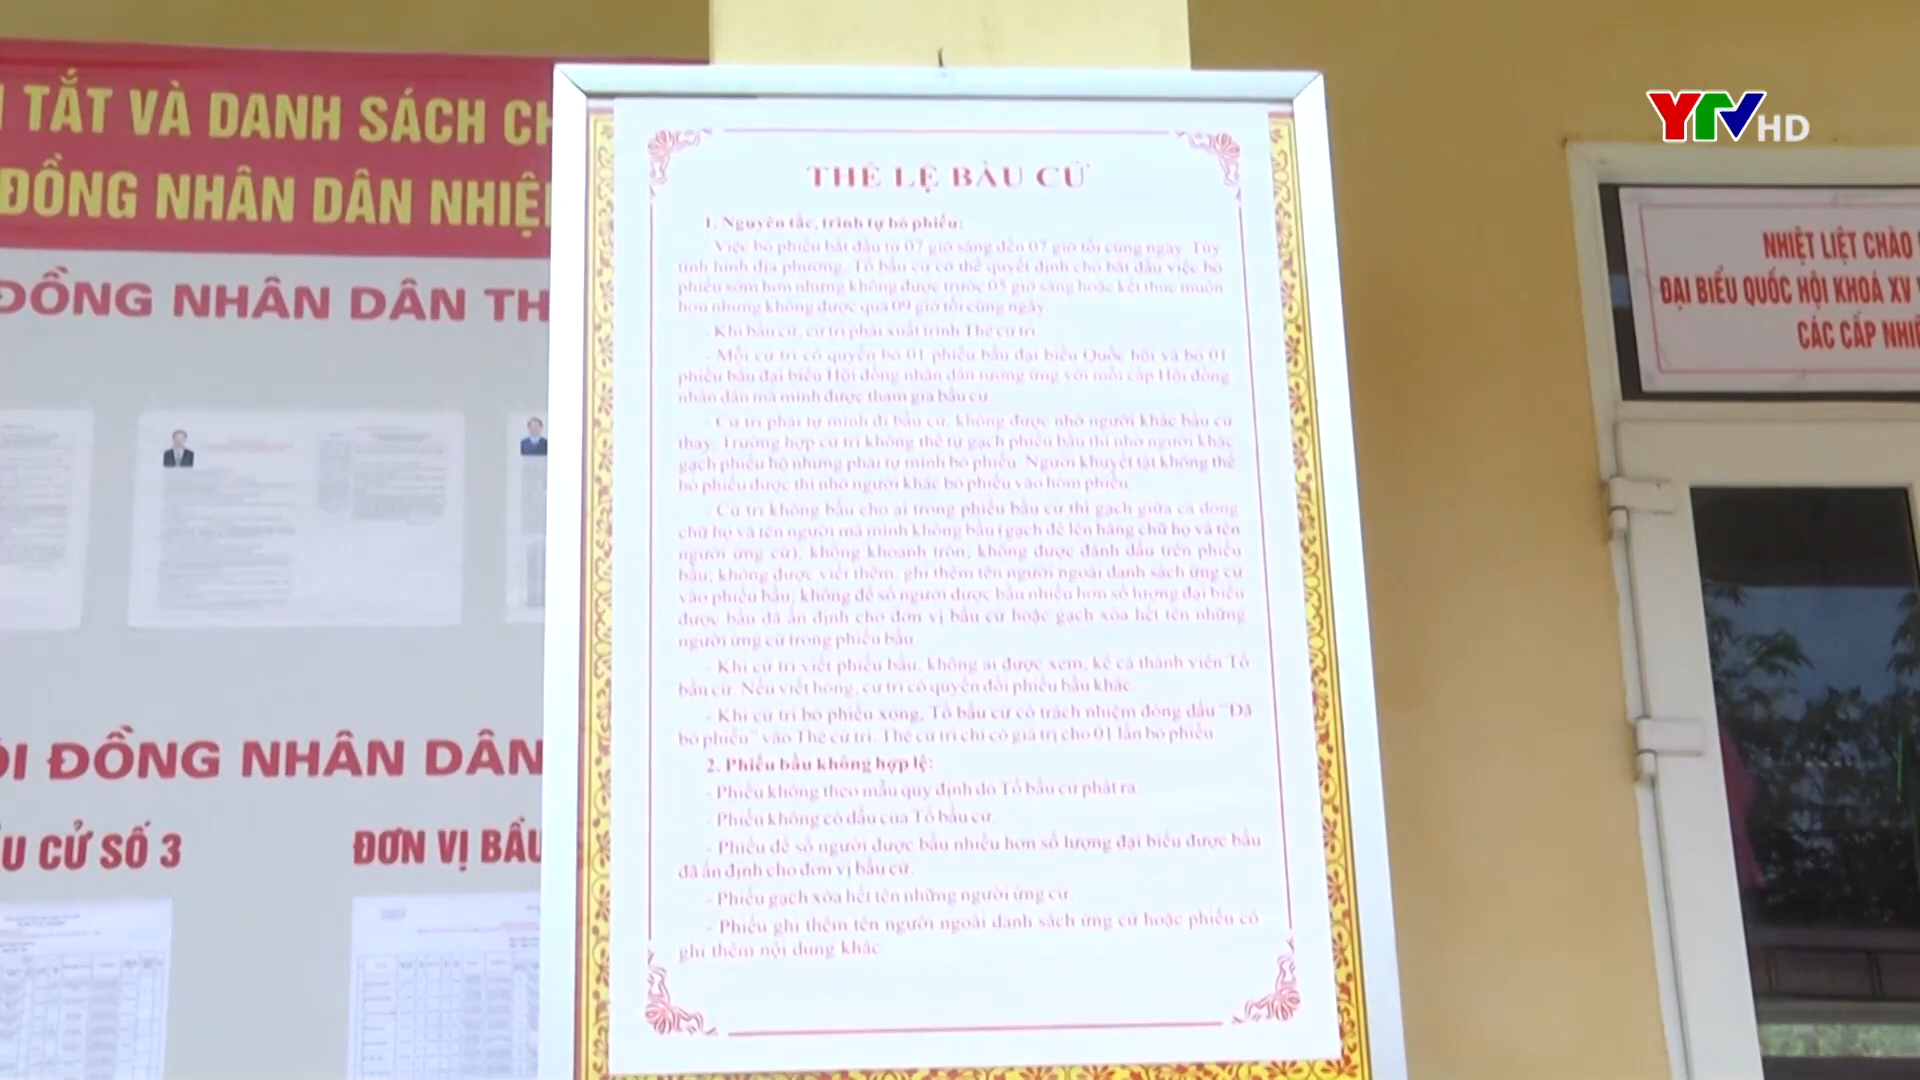 TẮT VÀ DANH SÁCH
ĐỒNG NHÂN DÂN
ĐỒNG NHÂN DÂN
ĐỒNG NHÂN DÂN
CỬ SỐ 3
ĐƠN VỊ BẦU
THỂ LỆ BẦU CỬ
1. Nguyên tắc, trình tự bỏ phiếu:
- Việc bỏ phiếu bắt đầu từ 07 giờ sáng đến 07 giờ tối cùng ngày. Tùy
tình hình địa phương, Tổ bầu cử có thể quyết định cho bắt đầu việc bỏ
phiếu sớm hơn nhưng không được trước 05 giờ sáng hoặc kết thúc muộn
hơn nhưng không được quá 09 giờ tối cùng ngày.
- Khi bầu cử, cử tri phải xuất trình Thẻ cử tri
- Mỗi cử tri có quyền bỏ 01 phiếu bầu đại biểu Quốc hội và bỏ 01
phiếu bầu đại biểu Hội đồng nhân dân tương ứng với mỗi cấp Hội đồng
nhân dân mà mình được tham gia bầu cử.
- Cử tri phải tự mình đi bầu cử, không được nhờ người khác bầu cử
thay. Trường hợp cử tri không thể tự gạch phiếu bầu thì nhờ người khác
gạch phiếu hộ nhưng phải tự mình bỏ phiếu. Người khuyết tật không thể
bỏ phiếu được thì nhờ người khác bỏ phiếu vào hòm phiếu.
- Cử tri không bầu cho ai trong phiếu bầu cử thì gạch giữa cả dòng
chữ họ và tên người mà mình không bầu (gạch đè lên hàng chữ họ và tên
người ứng cử); không khoanh tròn; không được đánh dấu trên phiếu
bầu; không được viết thêm, ghi thêm tên người ngoài danh sách ứng cử
vào phiếu bầu; không để số người được bầu nhiều hơn số lượng đại biểu
được bầu đã ấn định cho đơn vị bầu cử hoặc gạch xóa hết tên những
người ứng cử trong phiếu bầu.
- Khi cử tri viết phiếu bầu, không ai được xem, kể cả thành viên Tổ
bầu cử. Nếu viết hỏng, cử tri có quyền đổi phiếu bầu khác
- Khi cử tri bỏ phiếu xong, Tổ bầu cử có trách nhiệm đóng dấu “Đã
bỏ phiếu” vào Thẻ cử tri. Thẻ cử tri chỉ có giá trị cho 01 lần bỏ phiếu.
2. Phiếu bầu không hợp lệ:
- Phiếu không theo mẫu quy định do Tổ bầu cử phát ra.
- Phiếu không có dấu của Tổ bầu cử.
- Phiếu để số người được bầu nhiều hơn số lượng đại biểu được bầu
đã ấn định cho đơn vị bầu cử.
- Phiếu gạch xóa hết tên những người ứng cử.
- Phiếu ghi thêm tên người ngoài danh sách ứng cử hoặc phiếu có
ghi thêm nội dung khác
YTV HD
NHIỆT LIỆT CHÀO
ĐẠI BIỂU QUỐC HỘI KHOÁ XV
CÁC CẤP